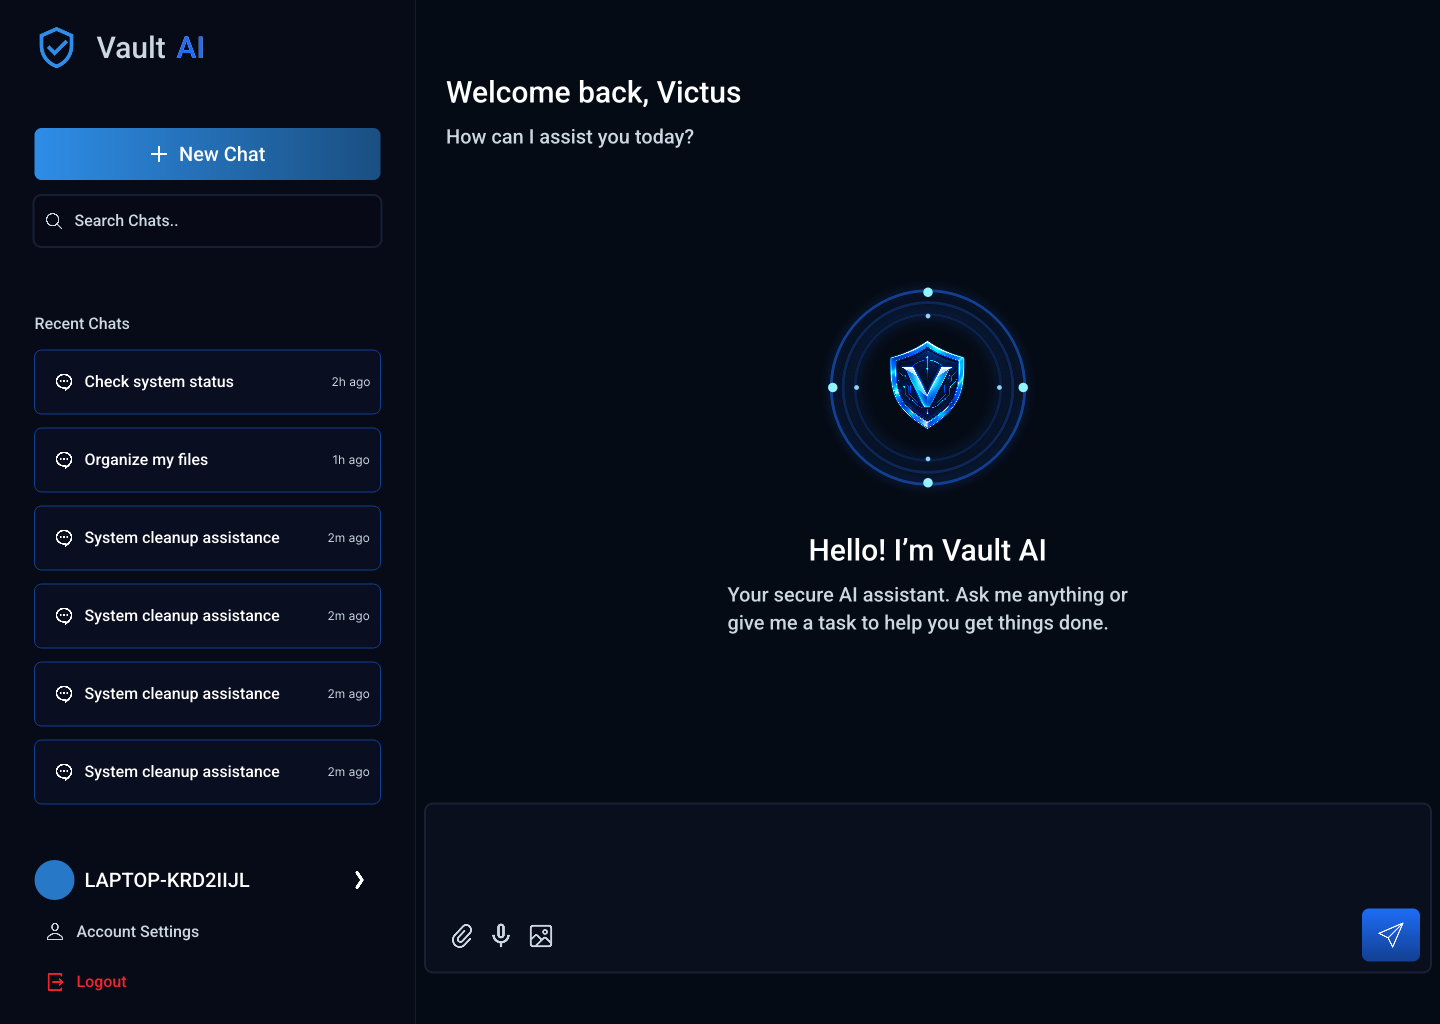 Vault AI
New Chat
Search Chats..
Recent Chats
Check system status 2h ago
Organize my files 1h ago
System cleanup assistance 2m ago
System cleanup assistance 2m ago
System cleanup assistance 2m ago
System cleanup assistance 2m ago
LAPTOP-KRD2IIJL
Account Settings
Logout
Welcome back, Victus
How can I assist you today?
V
Hello! I’m Vault AI
Your secure AI assistant. Ask me anything or
give me a task to help you get things done.